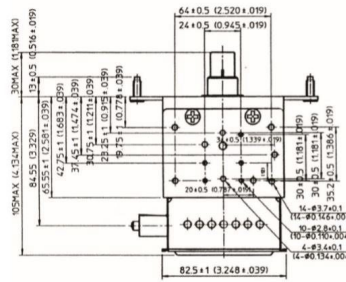 64±0.5 (2.520±.019)
24±0.5 (0.945±.019)
30MAX (1.181MAX)
13±0.5 (0.516±.019)
105MAX (4.134MAX)
84.55 (3.329)
65.55±1 (2.581±.039)
42.75±1 (1.683±.039)
37.45±1 (1.474±.039)
30.75±1 (1.211±.039)
23.25±1 (0.915±.039)
19.75±1 (0.778±.039)
(1.339±.019)
20±0.5 (0.787±.019)
30±0.5 (1.181±.019)
30±0.5 (1.181±.019)
35.2±0.5 (1.386±.019)
14-Ø3.7±0.1
(14-Ø0.146±.004)
10-Ø2.8±0.1
(10-Ø0.110±.004)
4-Ø3.4±0.1
(4-Ø0.134±.004)
82.5±1 (3.248±.039)